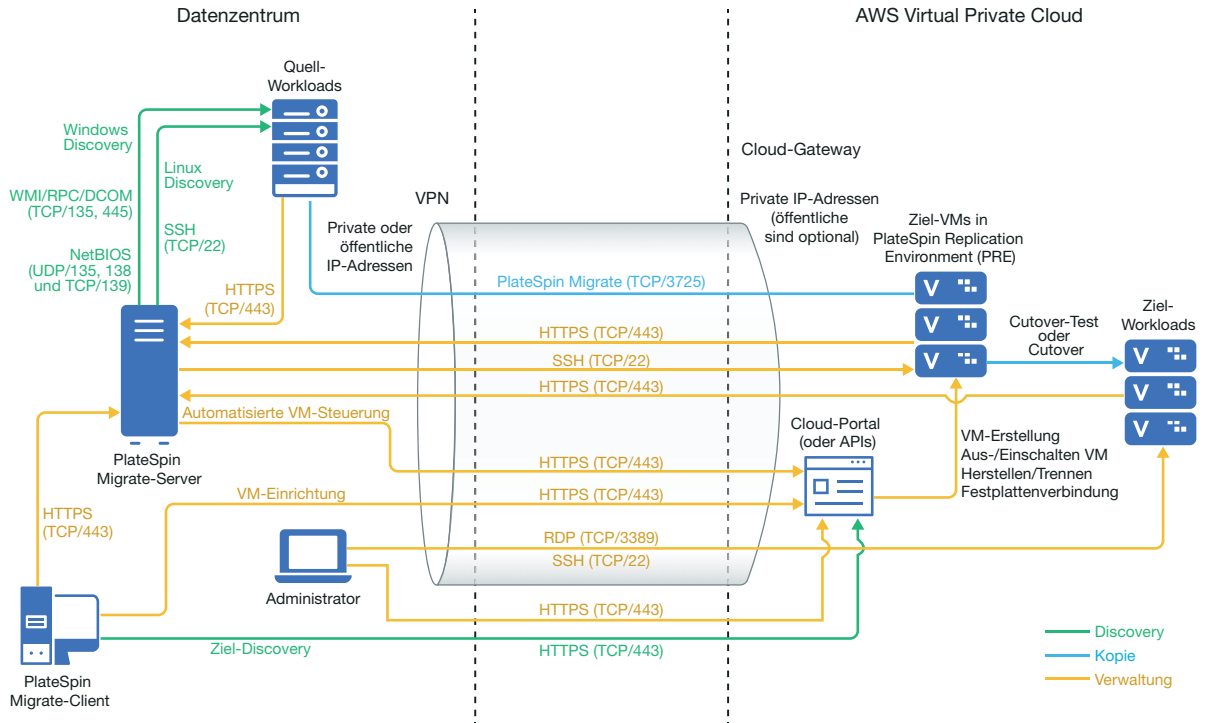 Datenzentrum
AWS Virtual Private Cloud
Quell-
Workloads
Windows
Discovery
Linux
Discovery
WMI/RPC/DCOM
(TCP/135, 445)
SSH
(TCP/22)
NetBIOS
(UDP/135, 138
und TCP/139)
HTTPS
(TCP/443)
VPN
Private oder
öffentliche
IP-Adressen
Cloud-Gateway
Private IP-Adressen
(öffentliche
sind optional)
Ziel-VMs in
PlateSpin Replication
Environment (PRE)
PlateSpin Migrate (TCP/3725)
V
V
V
HTTPS (TCP/443)
SSH (TCP/22)
HTTPS (TCP/443)
Cutover-Test
oder
Cutover
Ziel-
Workloads
V
V
V
Automatisierte VM-Steuerung
Cloud-Portal
(oder APIs)
PlateSpin
Migrate-Server
HTTPS (TCP/443)
VM-Erstellung
Aus-/Einschalten VM
Herstellen/Trennen
Festplattenverbindung
VM-Einrichtung
HTTPS (TCP/443)
HTTPS
(TCP/443)
RDP (TCP/3389)
SSH (TCP/22)
Administrator
HTTPS (TCP/443)
Ziel-Discovery
HTTPS (TCP/443)
PlateSpin
Migrate-Client
Discovery
Kopie
Verwaltung